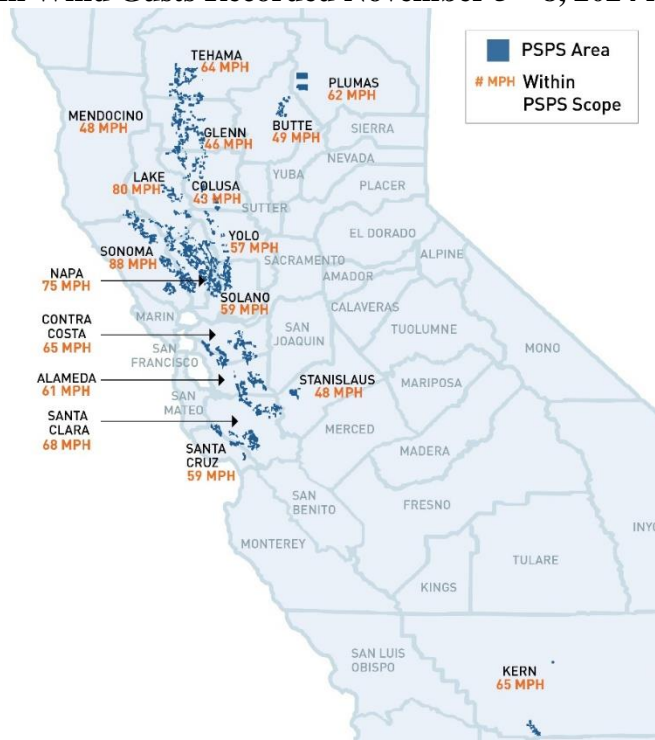 Wind Gusts Recorded November
PSPS Area
# MPH Within
PSPS Scope
TEHAMA
64 MPH
PLUMAS
62 MPH
MENDOCINO
48 MPH
GLENN
46 MPH
BUTTE
49 MPH
SIERRA
NEVADA
LAKE
80 MPH
COLUSA
43 MPH
YUBA
PLACER
SUTTER
SONOMA
88 MPH
YOLO
57 MPH
EL DORADO
SACRAMENTO
ALPINE
NAPA
75 MPH
AMADOR
SOLANO
59 MPH
CALAVERAS
MARIN
CONTRA
COSTA
65 MPH
SAN
JOAQUIN
TUOLUMNE
MONO
SAN
FRANCISCO
ALAMEDA
61 MPH
STANISLAUS
48 MPH
MARIPOSA
SAN
MATEO
SANTA
CLARA
68 MPH
MERCED
SANTA
CRUZ
59 MPH
MADERA
SAN
BENITO
FRESNO
INYO
MONTEREY
TULARE
KINGS
SAN LUIS
OBISPO
KERN
65 MPH